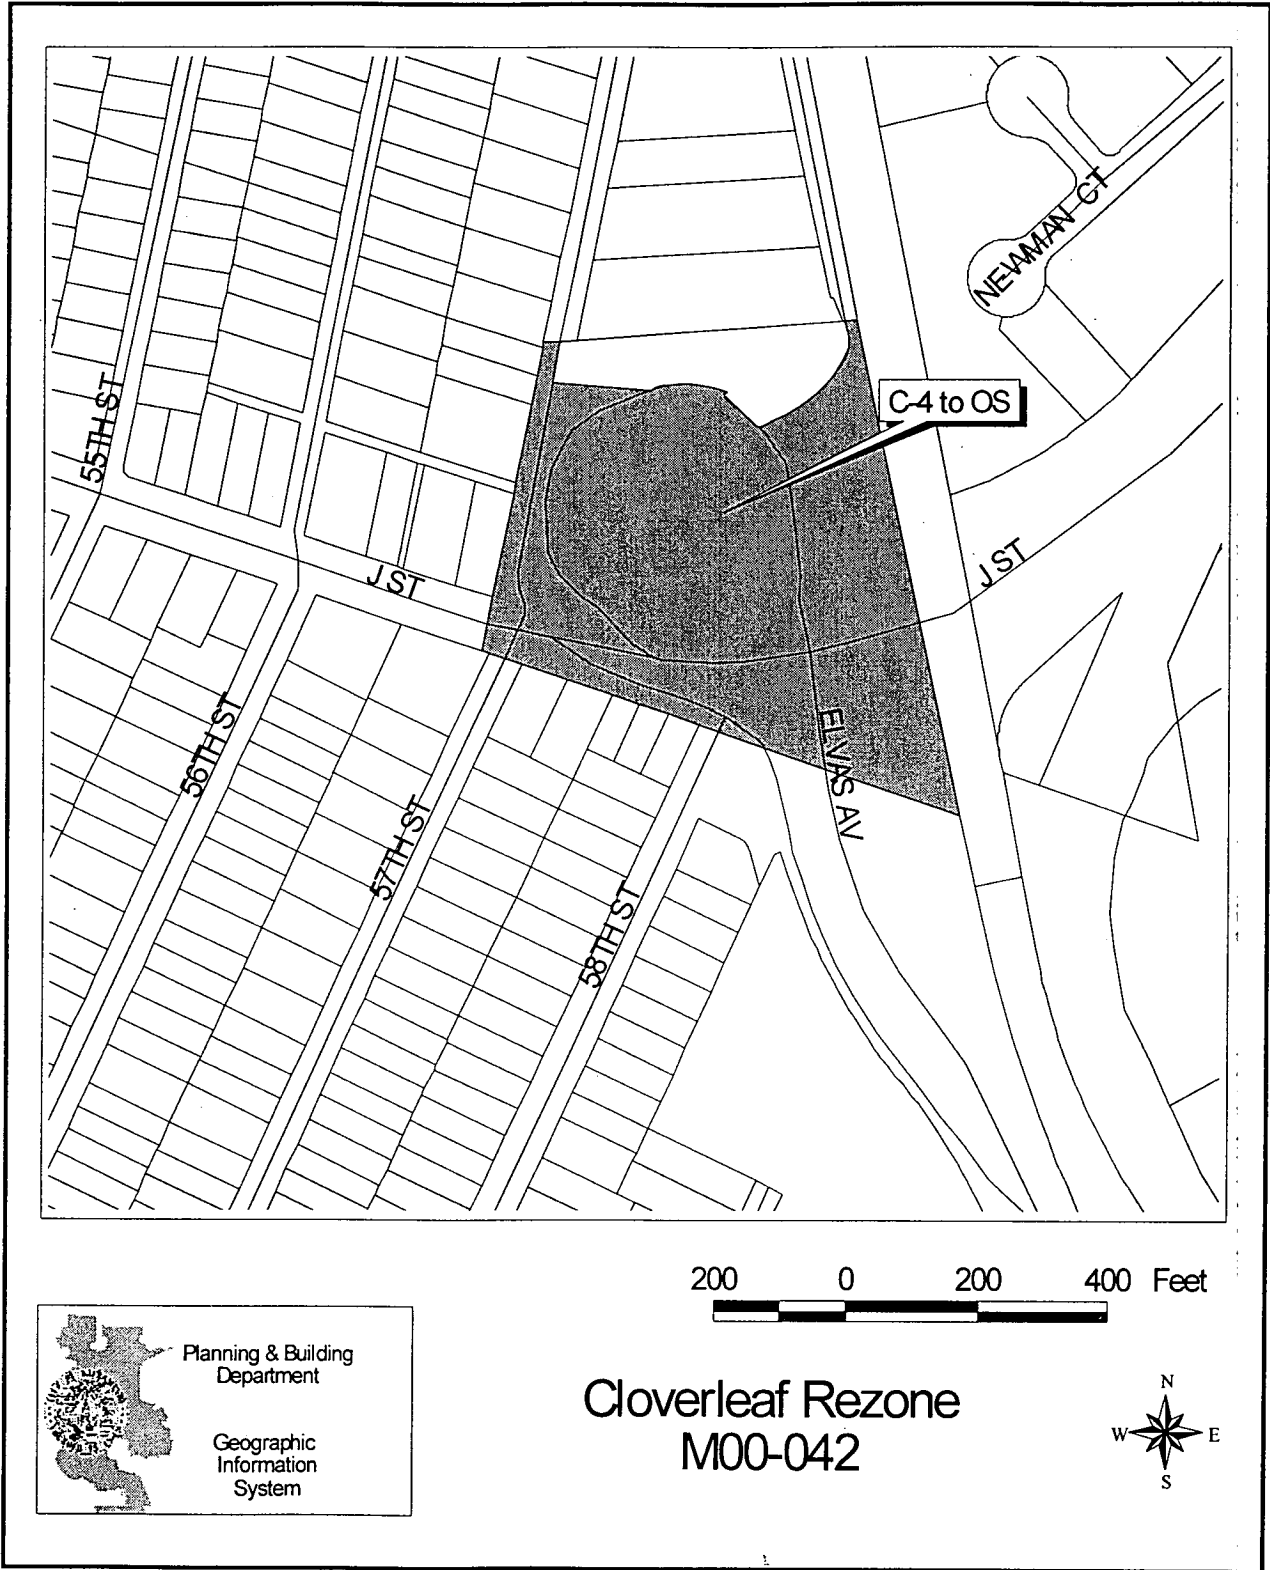 NEWMAN CT
C-4 to OS
55TH ST
J ST
J ST
56TH ST
ELVAS AV
57TH ST
58TH ST
200 0 200 400 Feet
Planning & Building
Department
Geographic
Information
System
Cloverleaf Rezone
M00-042
N
W E
S